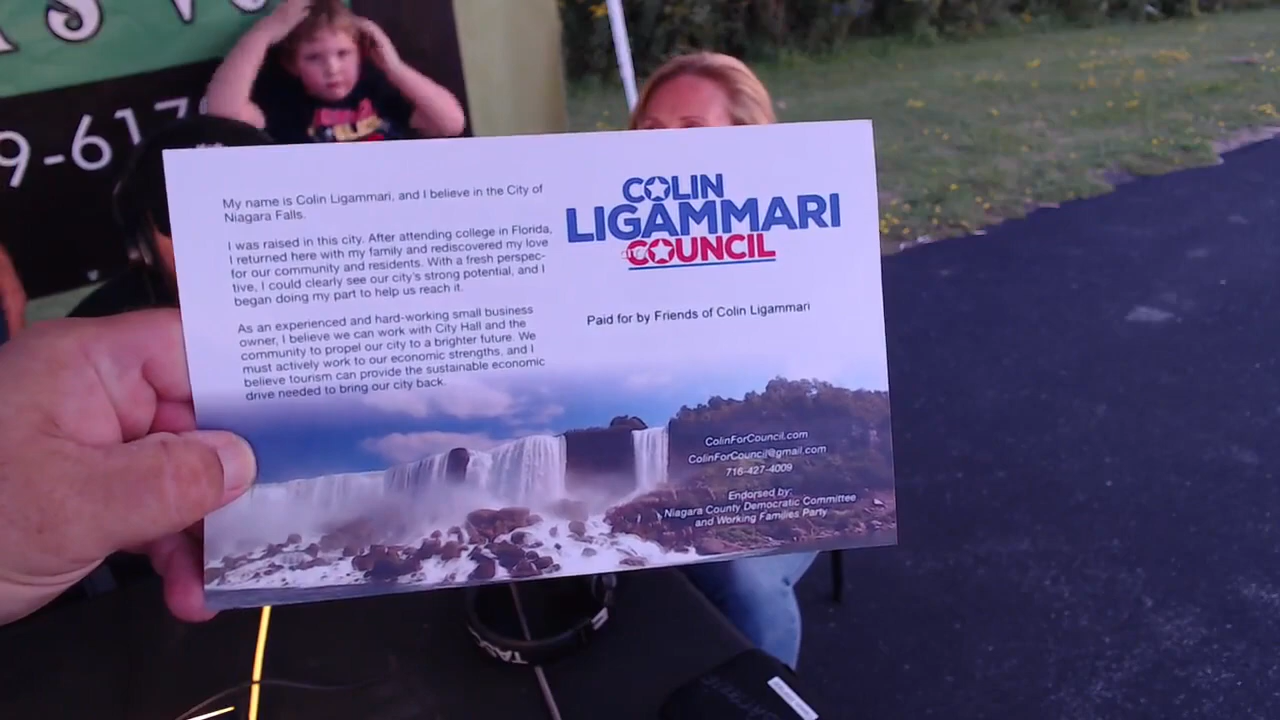 9-617
My name is Colin Ligammari, and I believe in the City of
Niagara Falls.
I was raised in this city. After attending college in Florida,
I returned here with my family and rediscovered my love
for our community and residents. With a fresh perspec-
tive, I could clearly see our city's strong potential, and I
began doing my part to help us reach it.
As an experienced and hard-working small business
owner, I believe we can work with City Hall and the
community to propel our city to a brighter future. We
must actively work to our economic strengths, and I
believe tourism can provide the sustainable economic
drive needed to bring our city back.
COLIN
LIGAMMARI
COUNCIL
Paid for by Friends of Colin Ligammari
ColinForCouncil.com
ColinForCouncil@gmail.com
716-427-4009
Endorsed by:
Niagara County Democratic Committee
and Working Families Party